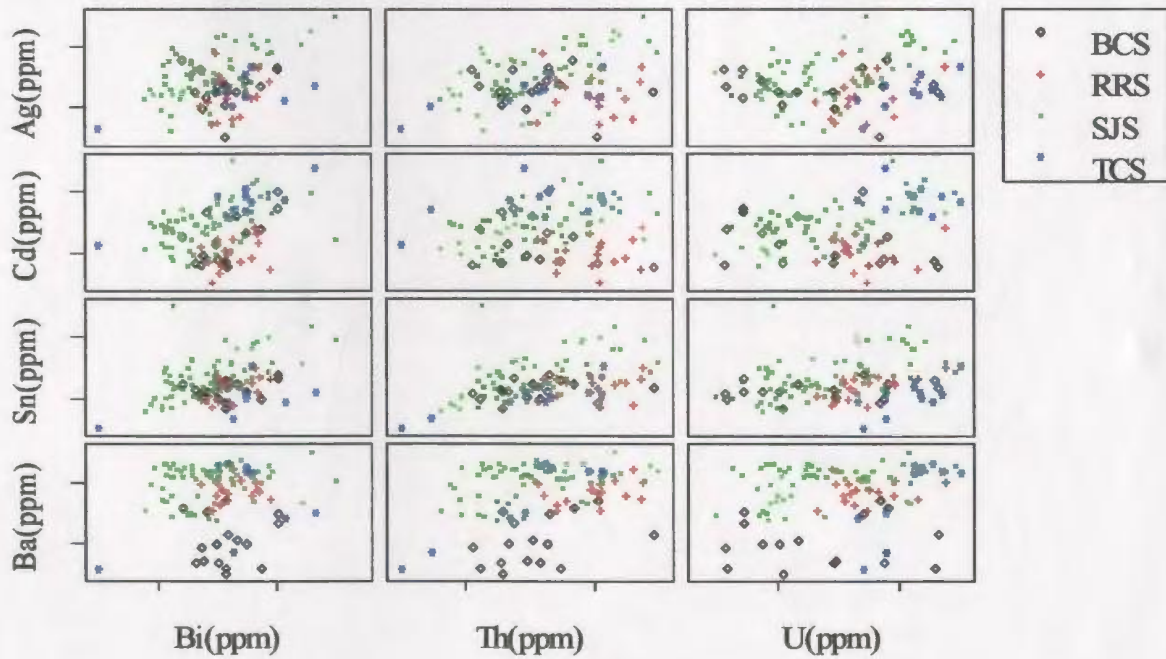 BCS
RRS
SJS
TCS
Ag(ppm)
Cd(ppm)
Sn(ppm)
Ba(ppm)
Bi(ppm) Th(ppm) U(ppm)